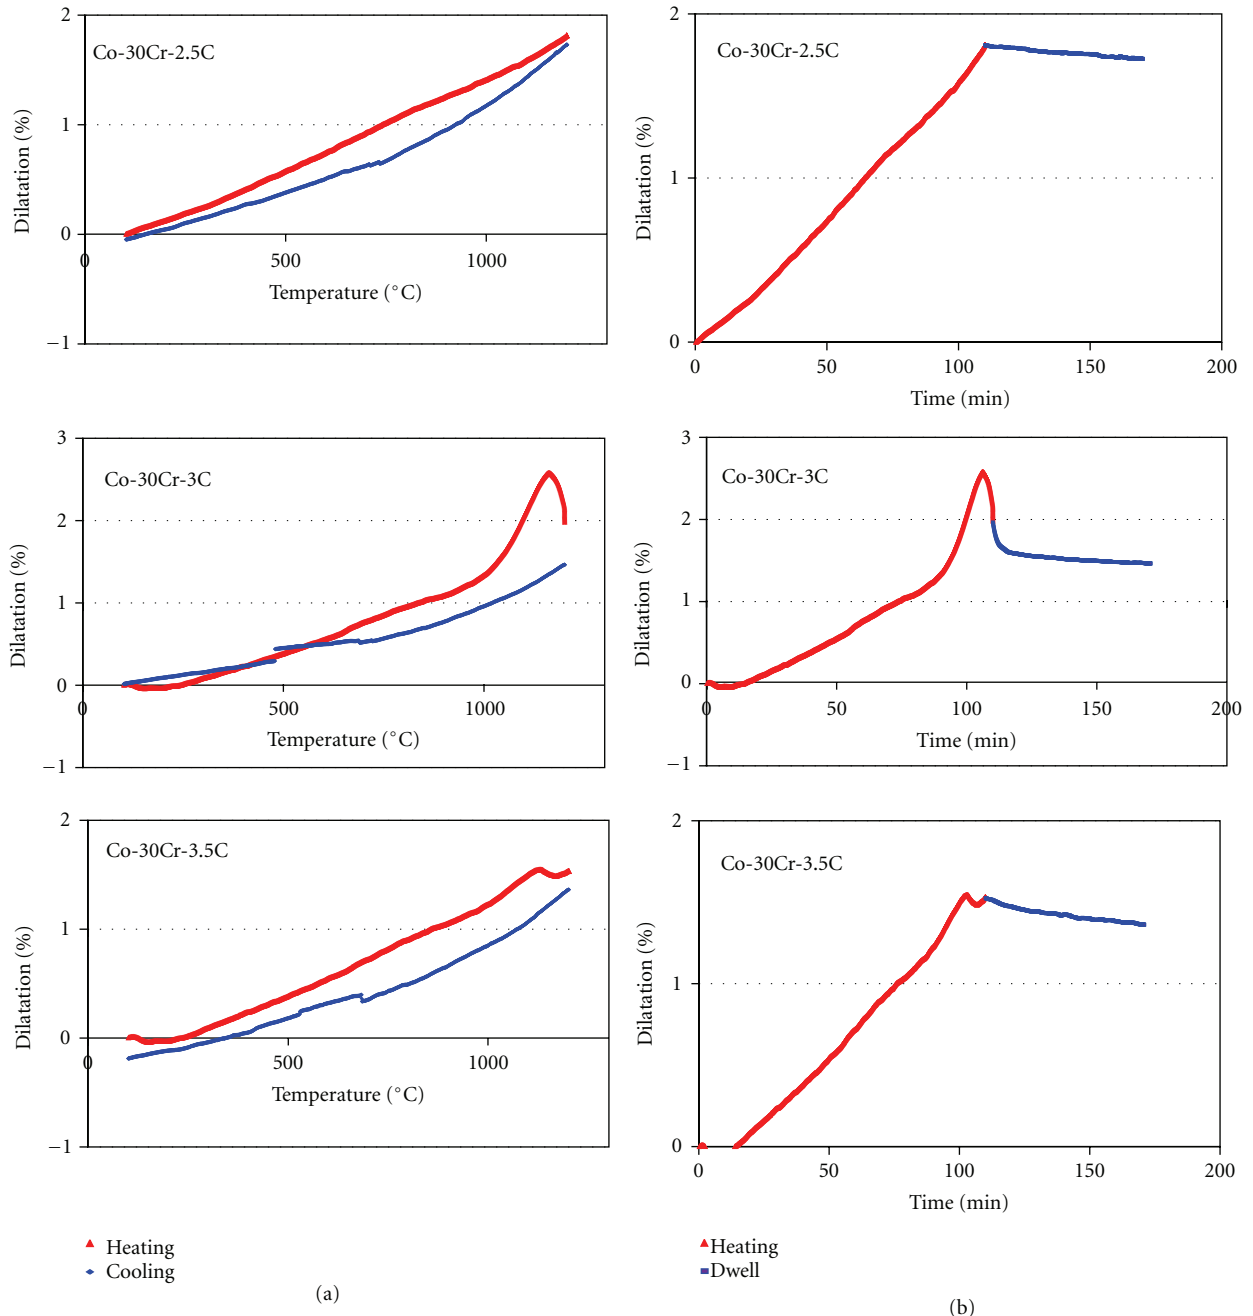 2
Co-30Cr-2.5C
1
0
−1
0
500
1000
Temperature (°C)
Dilatation (%)
2
Co-30Cr-2.5C
1
0
0
50
100
150
200
Time (min)
Dilatation (%)
3
Co-30Cr-3C
2
1
0
−1
0
500
1000
Temperature (°C)
Dilatation (%)
3
Co-30Cr-3C
2
1
0
−1
0
50
100
150
200
Time (min)
Dilatation (%)
2
Co-30Cr-3.5C
1
0
−1
0
500
1000
Temperature (°C)
Dilatation (%)
2
Co-30Cr-3.5C
1
0
0
50
100
150
200
Time (min)
Dilatation (%)
Heating
Cooling
(a)
Heating
Dwell
(b)